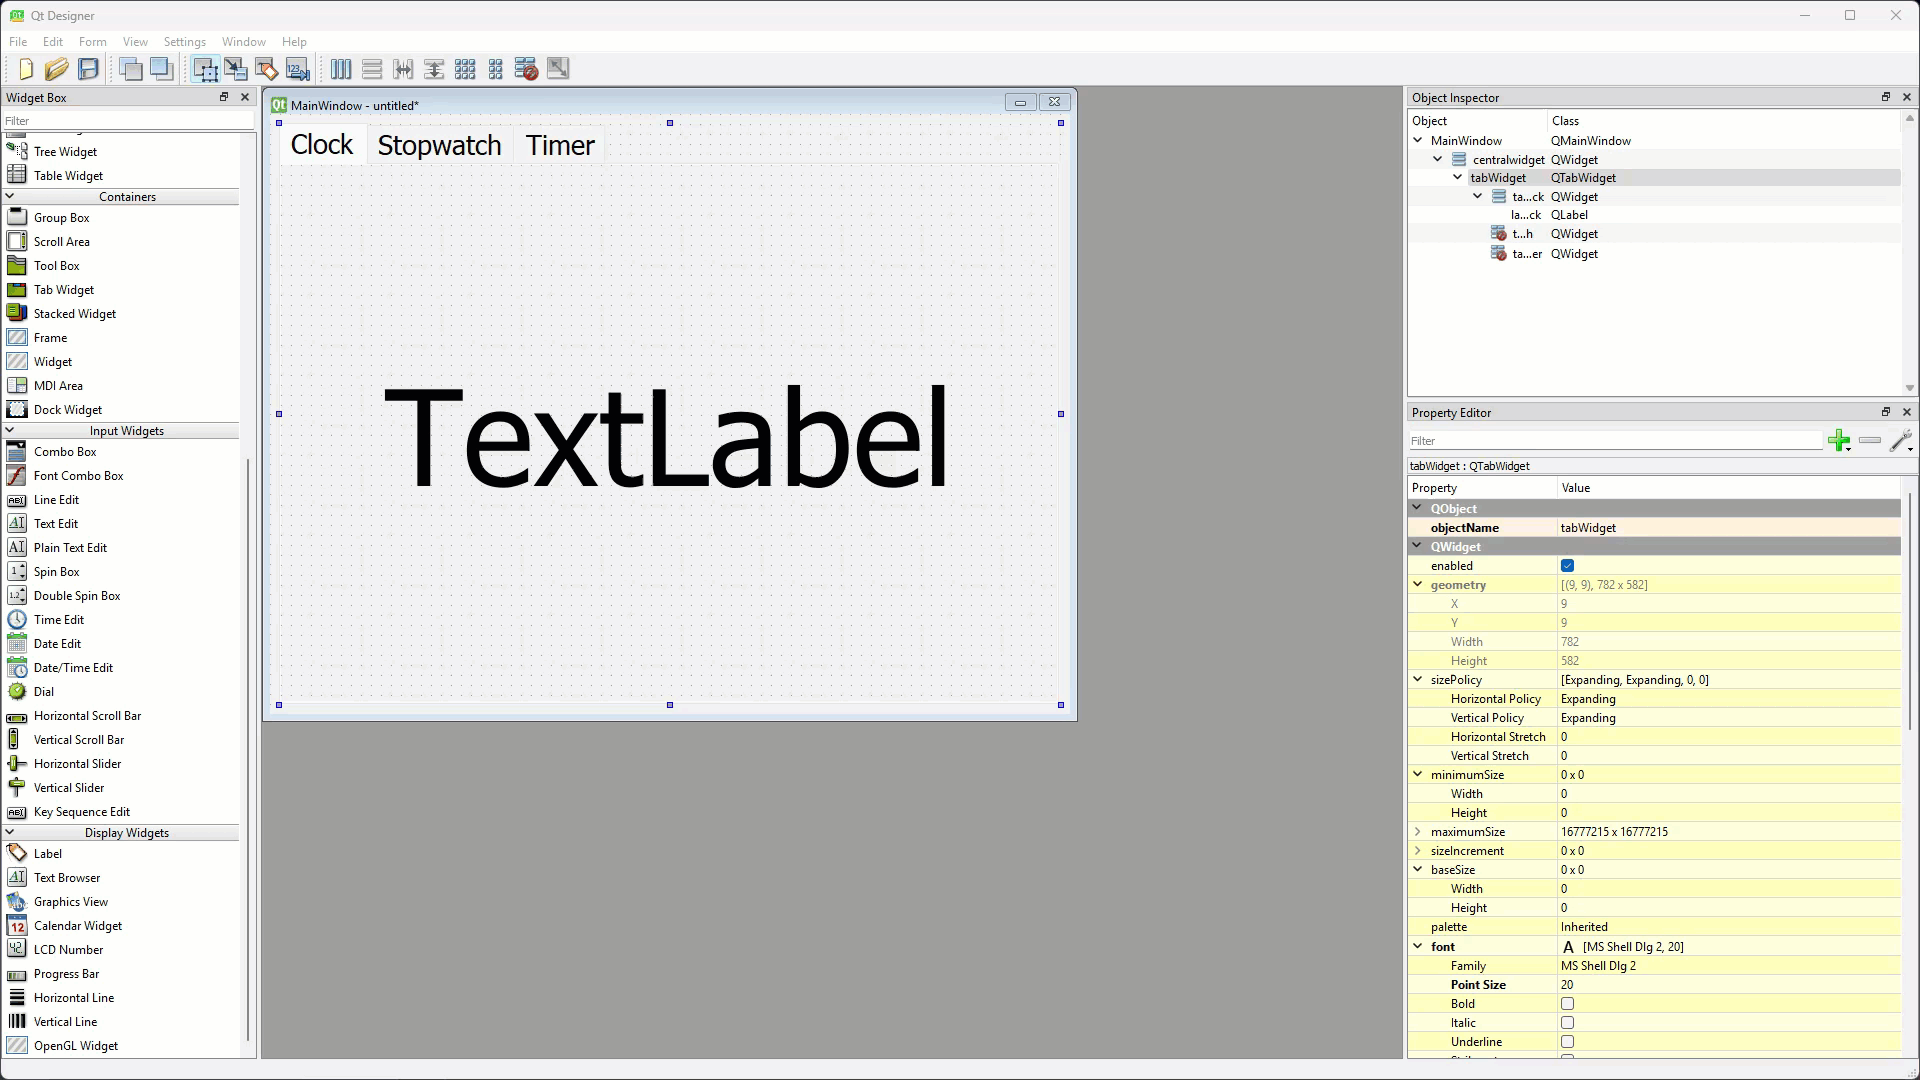 Qt Designer
File Edit Form View Settings Window Help
Widget Box
Filter
Tree Widget
Table Widget
Containers
Group Box
Scroll Area
Tool Box
Tab Widget
Stacked Widget
Frame
Widget
MDI Area
Dock Widget
Input Widgets
Combo Box
Font Combo Box
Line Edit
Text Edit
Plain Text Edit
Spin Box
Double Spin Box
Time Edit
Date Edit
Date/Time Edit
Dial
Horizontal Scroll Bar
Vertical Scroll Bar
Horizontal Slider
Vertical Slider
Key Sequence Edit
Display Widgets
Label
Text Browser
Graphics View
Calendar Widget
LCD Number
Progress Bar
Horizontal Line
Vertical Line
OpenGL Widget
MainWindow - untitled*
Clock Stopwatch Timer
TextLabel
Object Inspector
Object Class
MainWindow QMainWindow
centralwidget QWidget
tabWidget QTabWidget
ta...ck QWidget
la...ck QLabel
t...h QWidget
ta...er QWidget
Property Editor
Filter
tabWidget : QTabWidget
Property Value
QObject
objectName tabWidget
QWidget
enabled
geometry [(9, 9), 782 x 582]
X 9
Y 9
Width 782
Height 582
sizePolicy [Expanding, Expanding, 0, 0]
Horizontal Policy Expanding
Vertical Policy Expanding
Horizontal Stretch 0
Vertical Stretch 0
minimumSize 0 x 0
Width 0
Height 0
maximumSize 16777215 x 16777215
sizeIncrement 0 x 0
baseSize 0 x 0
Width 0
Height 0
palette Inherited
font A [MS Shell Dlg 2, 20]
Family MS Shell Dlg 2
Point Size 20
Bold
Italic
Underline